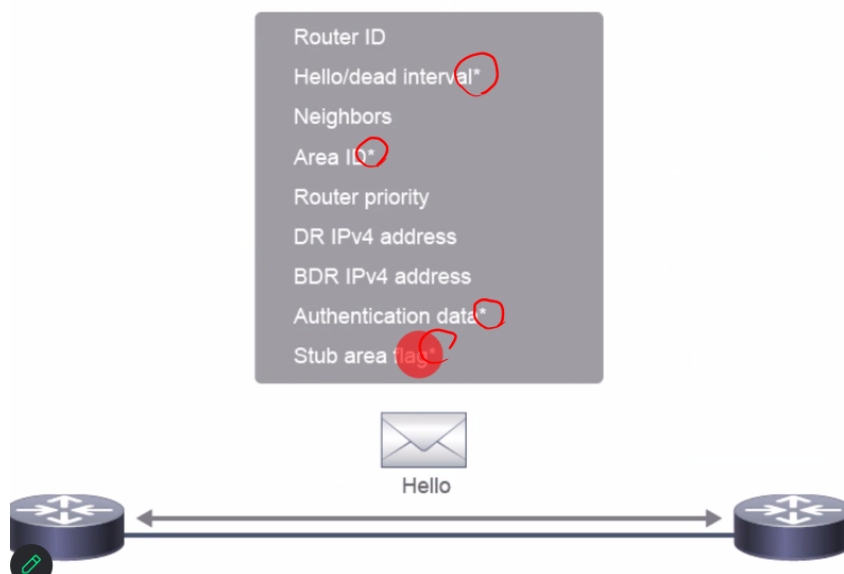 Router ID
Hello/dead interval*
Neighbors
Area ID*
Router priority
DR IPv4 address
BDR IPv4 address
Authentication data*
Stub area flag*
Hello